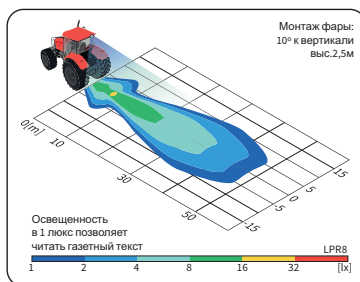 Монтаж фары:
10º к вертикали
выс.2,5м
0[m]
10
30
50
15
5
0
-5
-15
Освещенность
в 1 люкс позволяет
читать газетный текст
LPR8
1 2 4 8 16 32 [lx]